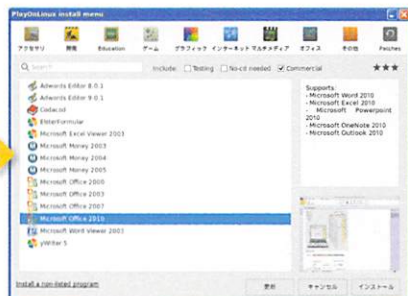 PlayOnLinux install menu
アクセサリ 開発 Education ゲーム グラフィック インターネット マルチメディア オフィス その他 Patches
Search
Include: Testing No-cd needed Commercial ★★★
Adwords Editor 8.0.1
Adwords Editor 9.0.1
Codaclst
ElsterFormular
Microsoft Excel Viewer 2003
Microsoft Money 2003
Microsoft Money 2004
Microsoft Money 2005
Microsoft Office 2000
Microsoft Office 2003
Microsoft Office 2007
Microsoft Office 2010
Microsoft Word Viewer 2003
yWriter 5
Supports:
- Microsoft Word 2010
- Microsoft Excel 2010
- Microsoft Powerpoint
2010
- Microsoft OneNote 2010
- Microsoft Outlook 2010
Install a non-listed program
更新 キャンセル インストール